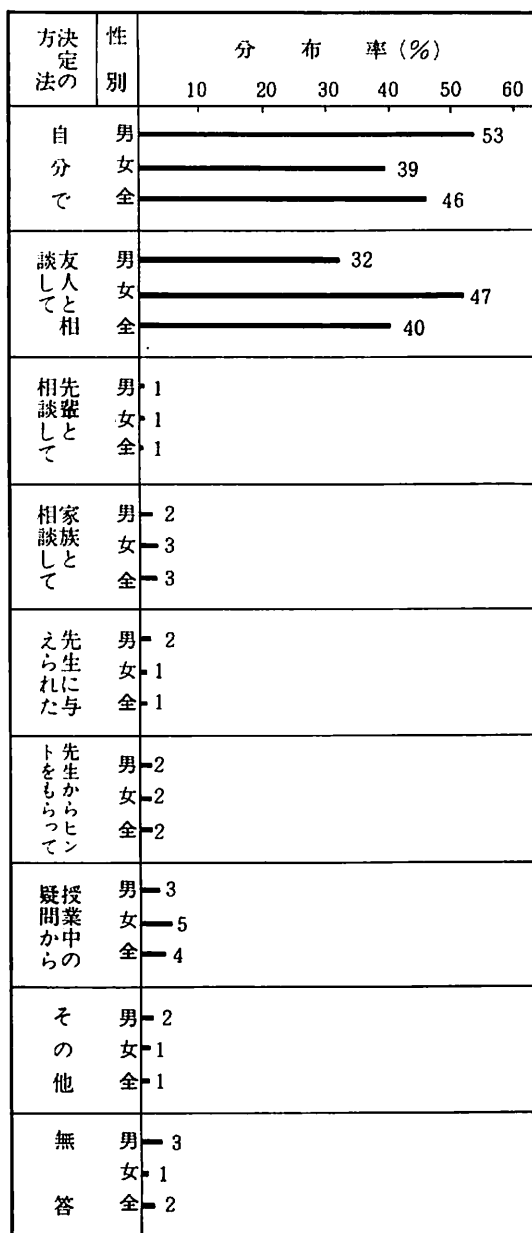 決定の方法
性別
分布率(%)
10 20 30 40 50 60
自分で
男 53
女 39
全 46
友人と相談して
男 32
女 47
全 40
先輩と相談して
男 1
女 1
全 1
家族と相談して
男 2
女 3
全 3
先生に与えられた
男 2
女 1
全 1
先生からヒントをもらって
男 2
女 2
全 2
授業中の疑問から
男 3
女 5
全 4
その他
男 2
女 1
全 1
無答
男 3
女 1
全 2